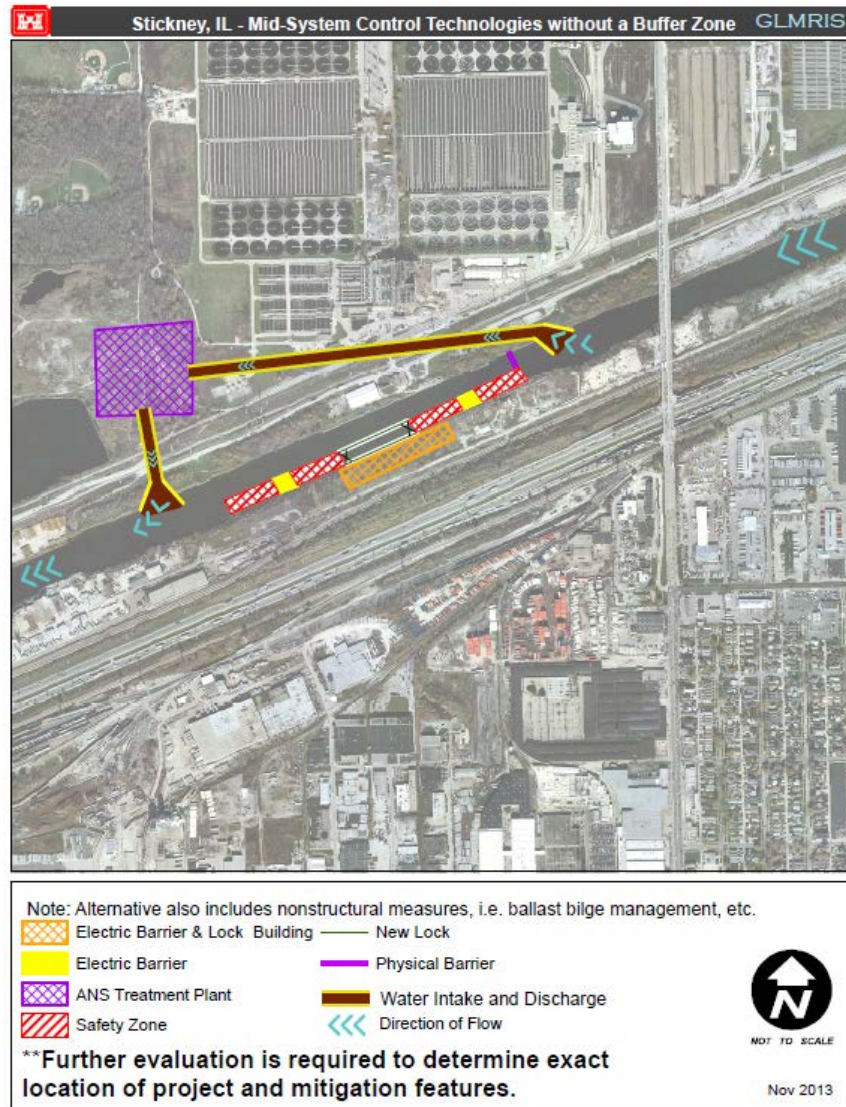 Stickney, IL - Mid-System Control Technologies without a Buffer Zone GLMRIS
Note: Alternative also includes nonstructural measures, i.e. ballast bilge management, etc.
Electric Barrier & Lock Building
New Lock
Electric Barrier
Physical Barrier
ANS Treatment Plant
Water Intake and Discharge
Safety Zone
Direction of Flow
**Further evaluation is required to determine exact
location of project and mitigation features.
N
NOT TO SCALE
Nov 2013